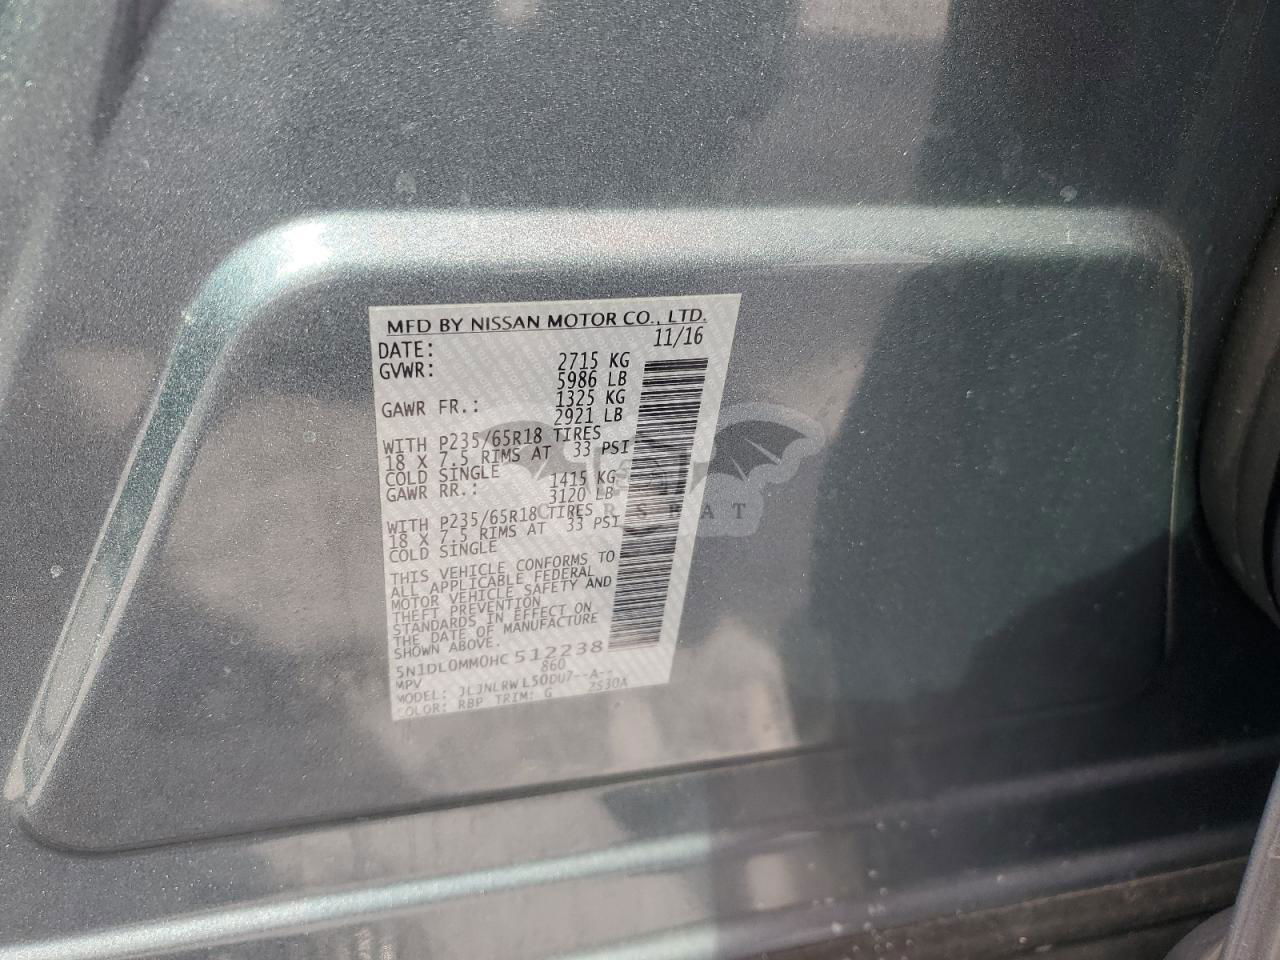 MFD BY NISSAN MOTOR CO., LTD.
DATE: 11/16
GVWR: 2715 KG
5986 LB
GAWR FR.: 1325 KG
2921 LB
WITH P235/65R18 TIRES
18 X 7.5 RIMS AT 33 PSI
COLD SINGLE
GAWR RR.: 1415 KG
3120 LB
WITH P235/65R18 TIRES
18 X 7.5 RIMS AT 33 PSI
COLD SINGLE
THIS VEHICLE CONFORMS TO
ALL APPLICABLE FEDERAL
MOTOR VEHICLE SAFETY AND
THEFT PREVENTION
STANDARDS IN EFFECT ON
THE DATE OF MANUFACTURE
SHOWN ABOVE.
5N1DL0MM0HC512238
MPV 860
MODEL: JLJNLRWL50DU7--A--
COLOR: RBP TRIM: G 2S30A
CARSBAT